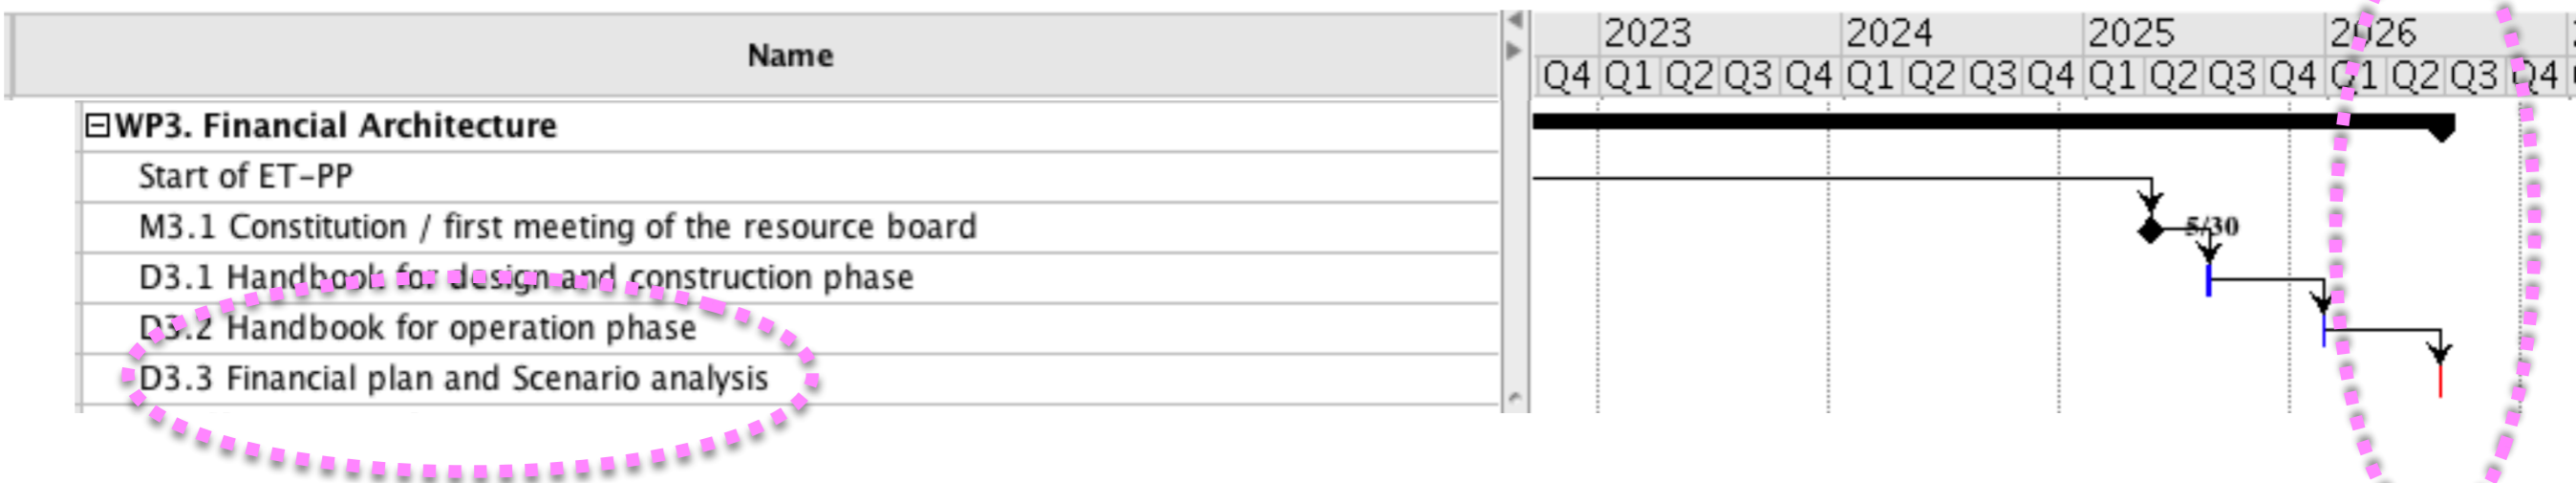 Name
2023 2024 2025 2026
Q4 Q1 Q2 Q3 Q4 Q1 Q2 Q3 Q4 Q1 Q2 Q3 Q4 Q1 Q2 Q3 Q4
WP3. Financial Architecture
Start of ET-PP
M3.1 Constitution / first meeting of the resource board
5/30
D3.1 Handbook for design and construction phase
D3.2 Handbook for operation phase
D3.3 Financial plan and Scenario analysis